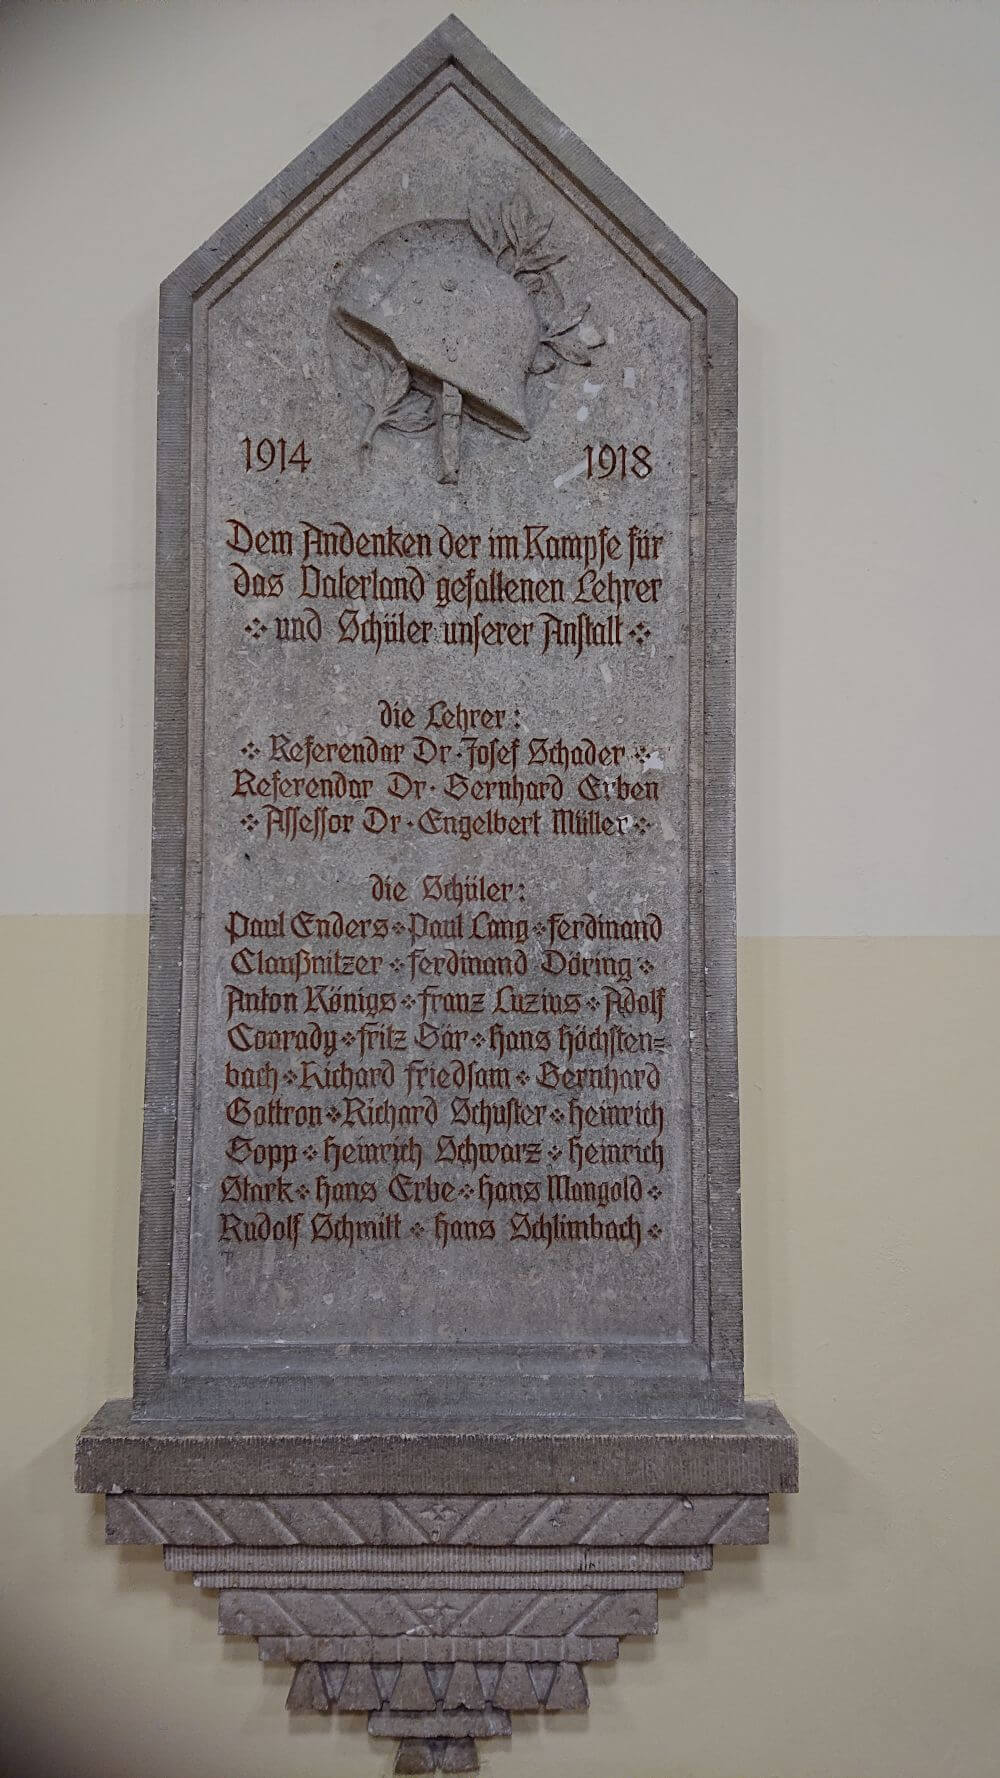 1914 1918
Dem Andenken der im Kampfe für
das Vaterland gefallenen Lehrer
und Schüler unserer Anstalt
die Lehrer:
Referendar Dr. Josef Schader
Referendar Dr. Bernhard Erben
Assessor Dr. Engelbert Müller
die Schüler:
Paul Enders Paul Lang Ferdinand
Claußnitzer Ferdinand Döring
Anton Königs Franz Luzius Adolf
Conrady Fritz Bär Hans Höchsten=
bach Richard Friedsam Bernhard
Gottron Richard Schuster Heinrich
Sopp Heinrich Schwarz Heinrich
Stark Hans Erbe Hans Mangold
Rudolf Schmitt Hans Schlimbach